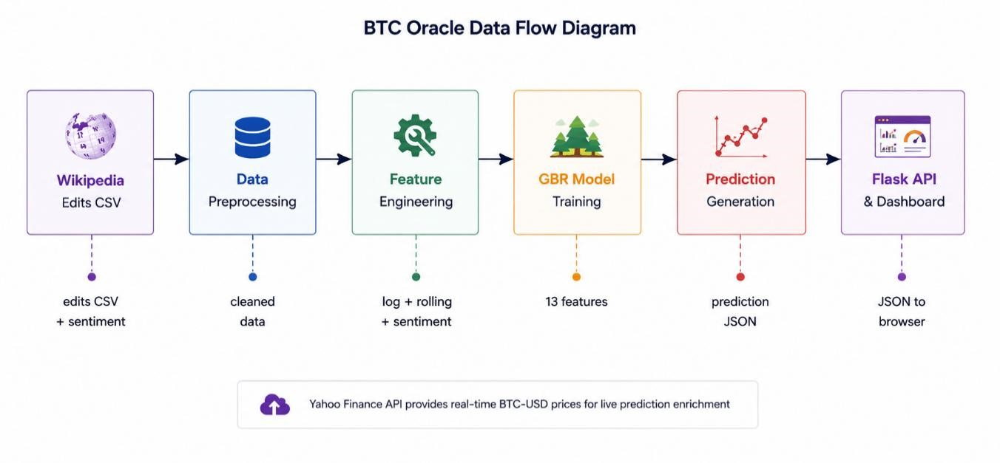 BTC Oracle Data Flow Diagram
Wikipedia
Edits CSV
Data
Preprocessing
Feature
Engineering
GBR Model
Training
Prediction
Generation
Flask API
& Dashboard
edits CSV
+ sentiment
cleaned
data
log + rolling
+ sentiment
13 features
prediction
JSON
JSON to
browser
Yahoo Finance API provides real-time BTC-USD prices for live prediction enrichment